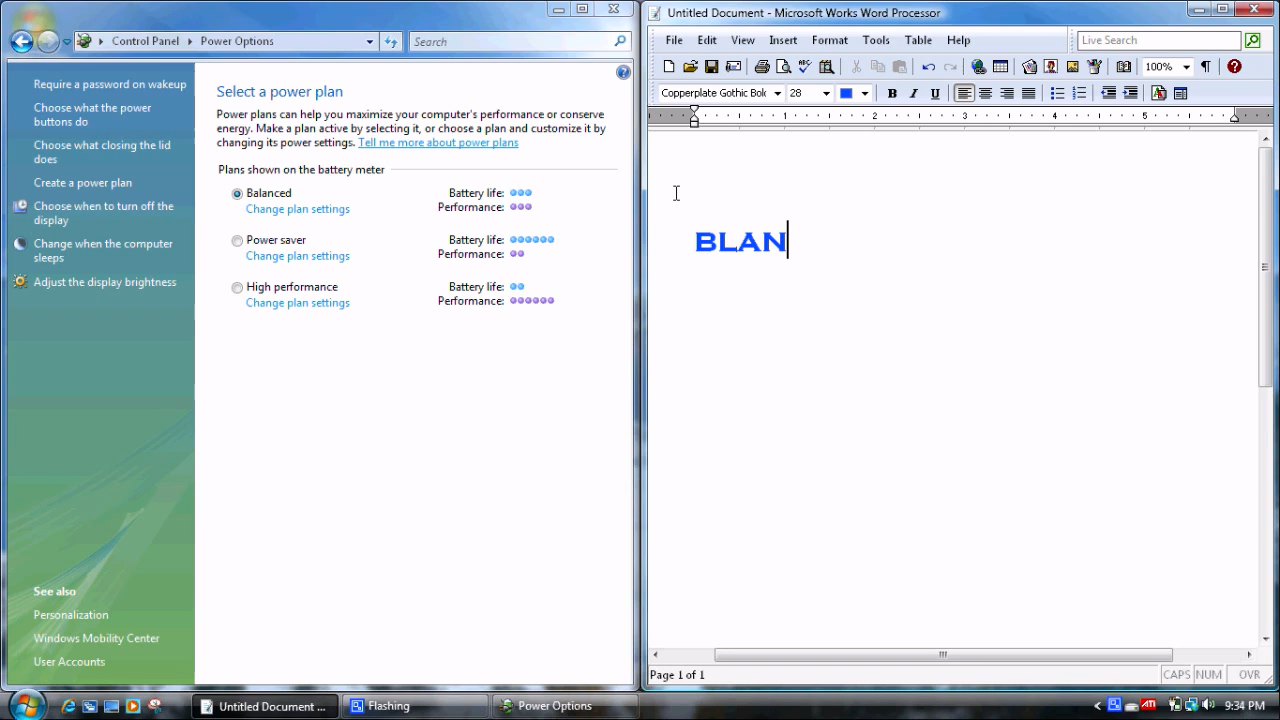 Control Panel ▸ Power Options
Search
Require a password on wakeup
Choose what the power
buttons do
Choose what closing the lid
does
Create a power plan
Choose when to turn off the
display
Change when the computer
sleeps
Adjust the display brightness
See also
Personalization
Windows Mobility Center
User Accounts
Select a power plan
Power plans can help you maximize your computer's performance or conserve
energy. Make a plan active by selecting it, or choose a plan and customize it by
changing its power settings. Tell me more about power plans
Plans shown on the battery meter
Balanced Battery life:
Change plan settings Performance:
Power saver Battery life:
Change plan settings Performance:
High performance Battery life:
Change plan settings Performance:
Untitled Document - Microsoft Works Word Processor
File Edit View Insert Format Tools Table Help Live Search
100%
Copperplate Gothic Bok 28 B I U
1 2 3 4 5
BLAN
Page 1 of 1 CAPS NUM OVR
Untitled Document ... Flashing Power Options ATI 9:34 PM